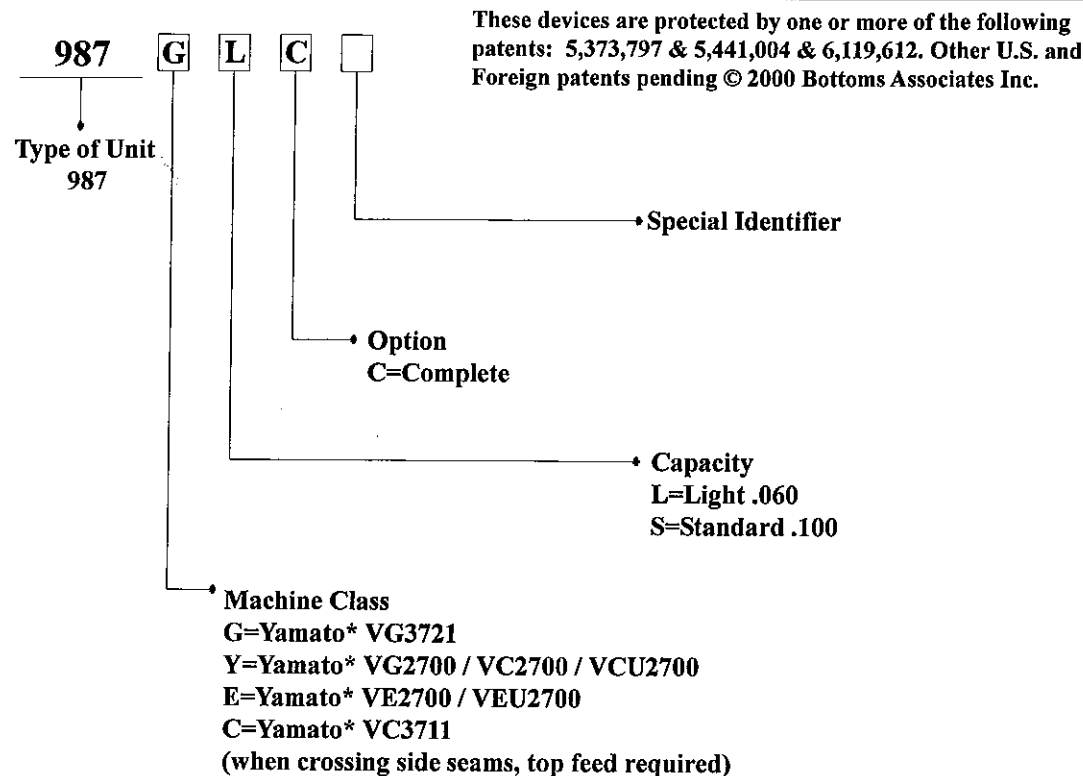 These devices are protected by one or more of the following
patents: 5,373,797 & 5,441,004 & 6,119,612. Other U.S. and
Foreign patents pending © 2000 Bottoms Associates Inc.
987 G L C
Type of Unit
987
Special Identifier
Option
C=Complete
Capacity
L=Light .060
S=Standard .100
Machine Class
G=Yamato* VG3721
Y=Yamato* VG2700 / VC2700 / VCU2700
E=Yamato* VE2700 / VEU2700
C=Yamato* VC3711
(when crossing side seams, top feed required)